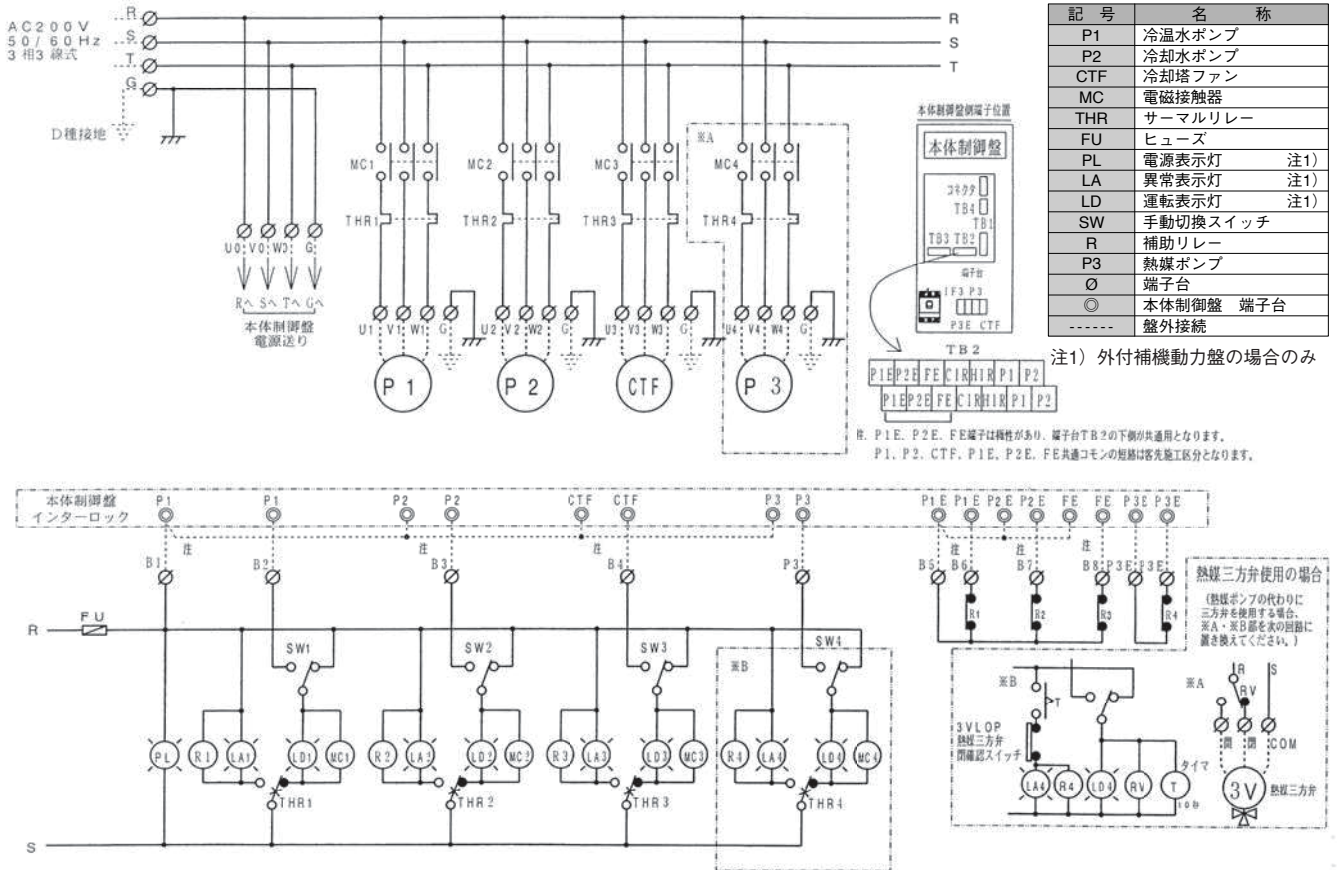 AC200V
50/60Hz
3相3線式
R
S
T
G
R
S
T
D種接地
U0 V0 W0 G
Rへ Sへ Tへ Gへ
本体制御盤
電源送り
MC1
MC2
MC3
※A
MC4
THR1
THR2
THR3
THR4
U1 V1 W1 G
U2 V2 W2 G
U3 V3 W3 G
U4 V4 W4 G
P1
P2
CTF
P3
本体制御盤側端子位置
本体制御盤
コネクタ
TB4
TB1
TB3 TB2
端子台
P3
P3E CTF
TB2
P1E P2E FE CIR HIR P1 P2
P1E P2E FE CIR HIR P1 P2
注. P1E、P2E、FE端子は極性があり、端子台TB2の下側が共通用となります。
P1、P2、CTF、P1E、P2E、FE共通コモンの短絡は客先施工区分となります。
記 号 名 称
P1 冷温水ポンプ
P2 冷却水ポンプ
CTF 冷却塔ファン
MC 電磁接触器
THR サーマルリレー
FU ヒューズ
PL 電源表示灯 注1)
LA 異常表示灯 注1)
LD 運転表示灯 注1)
SW 手動切換スイッチ
R 補助リレー
P3 熱媒ポンプ
Ø 端子台
◎ 本体制御盤 端子台
------ 盤外接続
注1) 外付補機動力盤の場合のみ
本体制御盤
インターロック
P1 P1 P2 P2 CTF CTF P3 P3 P1E P1E P2E P2E FE FE P3E P3E
注 注 注 注 注
B1 B2 B3 B4 P3 B5 B6 B7 B8 P3E P3E
R1 R2 R3 R4
R
FU
SW1
SW2
SW3
SW4
※B
PL R1 LA1 LD1 MC1 R2 LA2 LD2 MC2 R3 LA3 LD3 MC3 R4 LA4 LD4 MC4
THR1
THR2
THR3
THR4
S
熱媒三方弁使用の場合
(熱媒ポンプの代わりに
三方弁を使用する場合、
※A・※B部を次の回路に
置き換えてください。)
※B
T
3VLOP
熱媒三方弁
閉確認スイッチ
LA4 R4 LD4 RV T
タイマ
※A
R S
RV
開 閉 COM
3V
熱媒三方弁